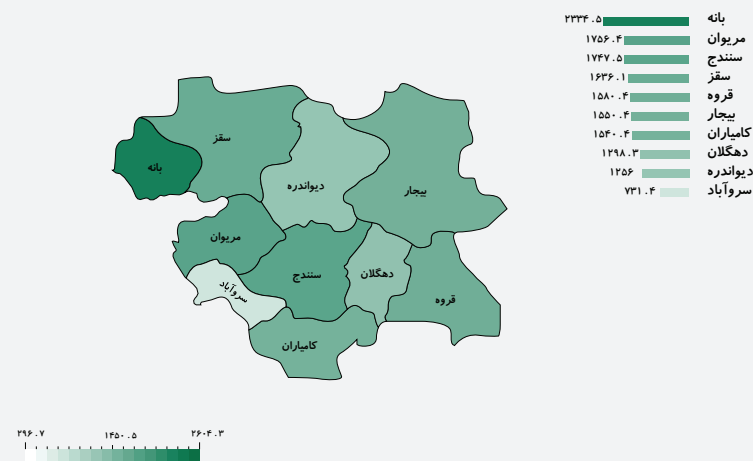 بانه ۲۳۳۴.۵
مریوان ۱۷۵۶.۴
سنندج ۱۷۴۷.۵
سقز ۱۶۳۶.۱
قروه ۱۵۸۰.۴
بیجار ۱۵۵۰.۴
کامیاران ۱۵۴۰.۴
دهگلان ۱۲۹۸.۳
دیواندره ۱۲۵۶
سروآباد ۷۳۱.۴
سقز
بانه
دیواندره
بیجار
مریوان
سنندج
دهگلان
سروآباد
قروه
کامیاران
۲۹۶.۷ ۱۴۵۰.۵ ۲۶۰۴.۳